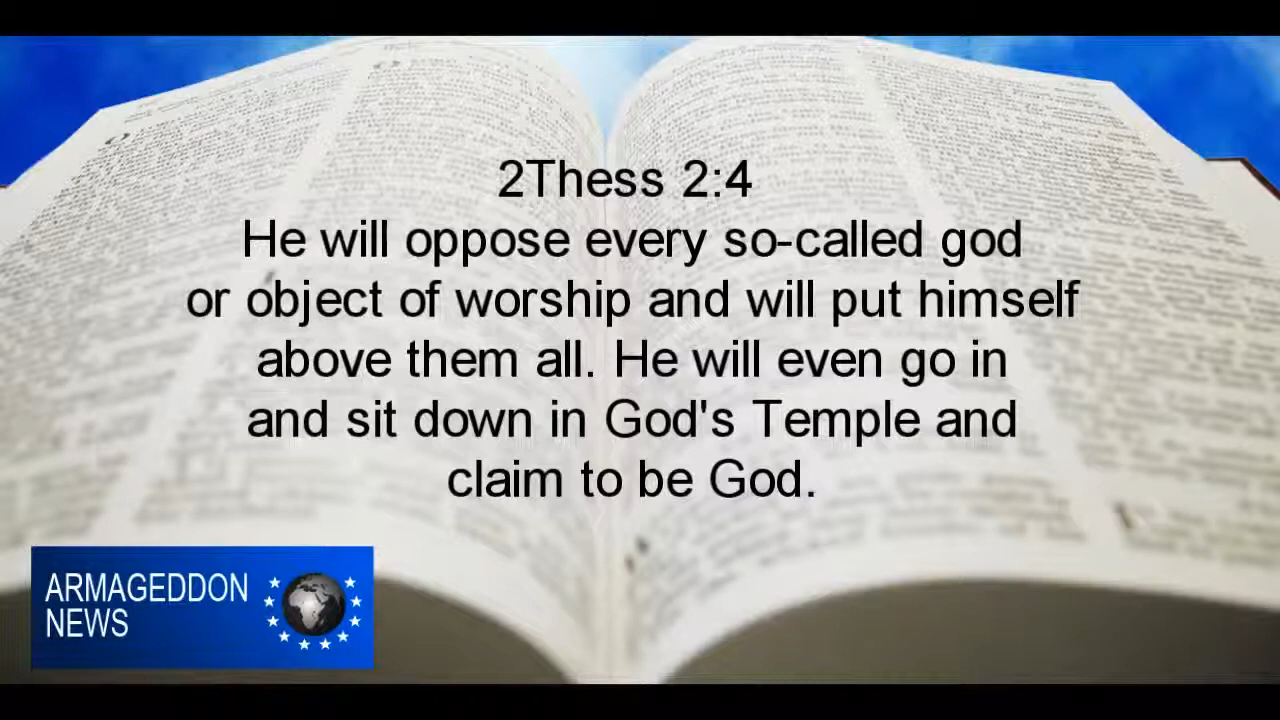 2Thess 2:4
He will oppose every so-called god
or object of worship and will put himself
above them all. He will even go in
and sit down in God's Temple and
claim to be God.
ARMAGEDDON
NEWS